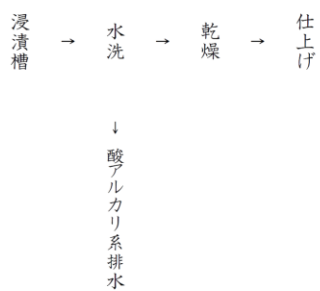 浸漬槽
→
水洗
→
乾燥
→
仕上げ
↓
酸アルカリ系排水